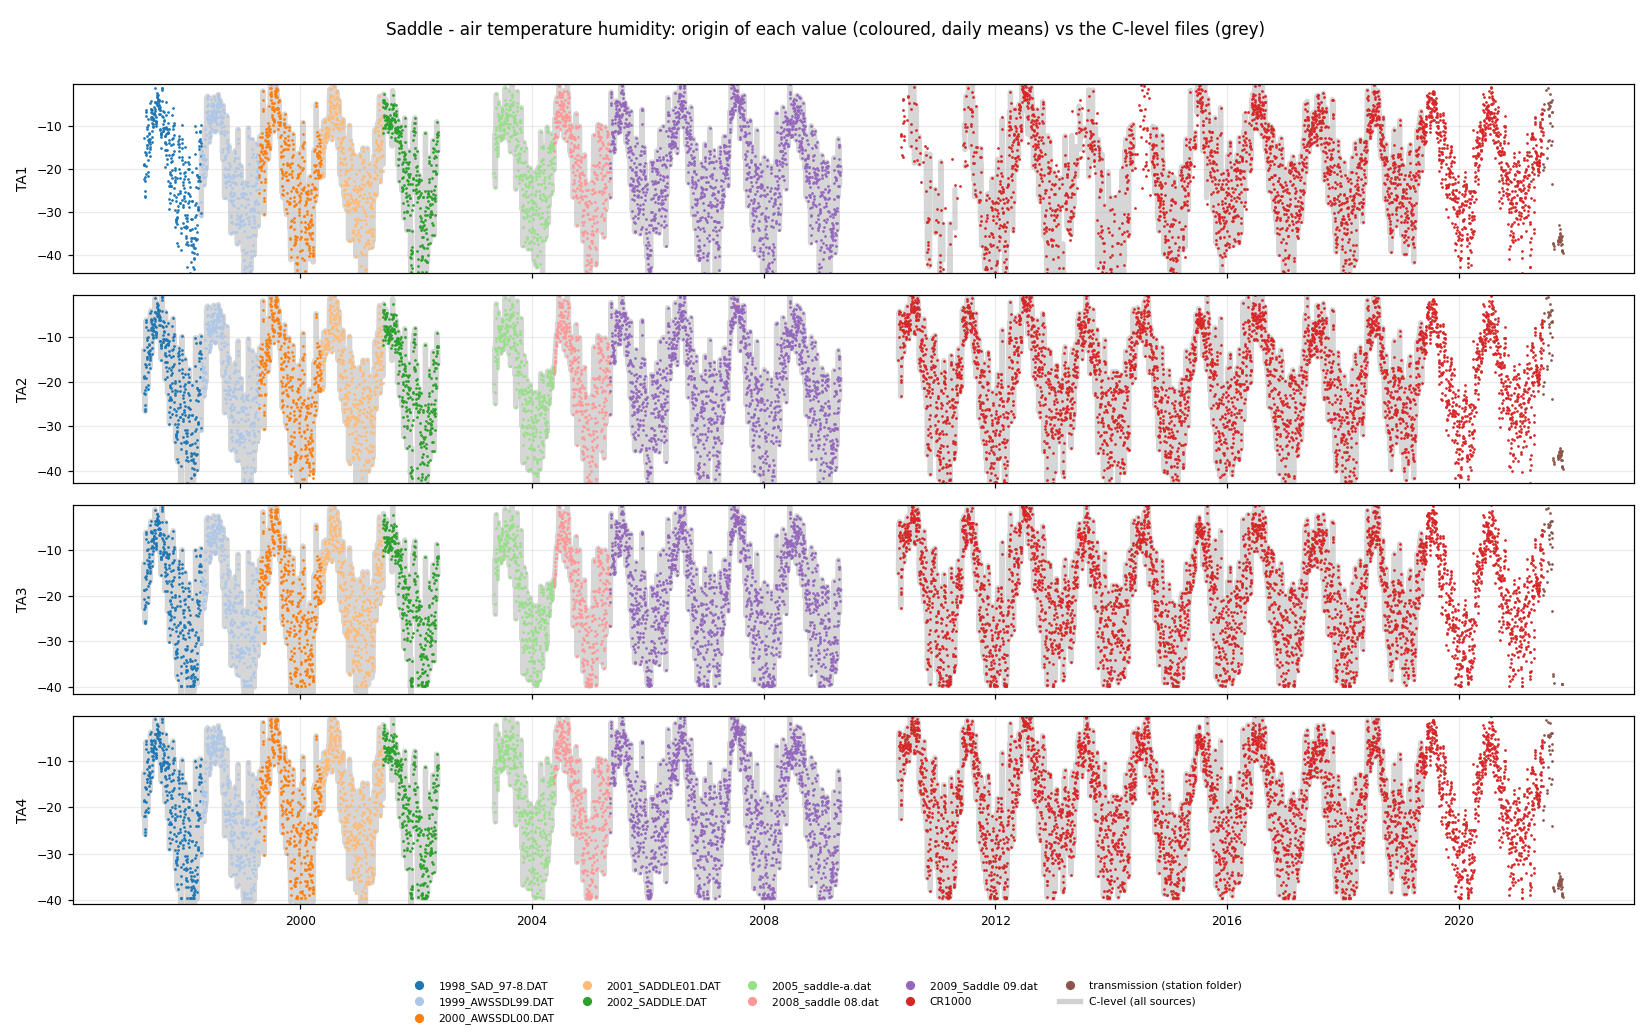 Saddle - air temperature humidity: origin of each value (coloured, daily means) vs the C-level files (grey)
TA1
−10
−20
−30
−40
TA2
−10
−20
−30
−40
TA3
−10
−20
−30
−40
TA4
−10
−20
−30
−40
2000 2004 2008 2012 2016 2020
1998_SAD_97-8.DAT 2001_SADDLE01.DAT 2005_saddle-a.dat 2009_Saddle 09.dat transmission (station folder)
1999_AWSSDL99.DAT 2002_SADDLE.DAT 2008_saddle 08.dat CR1000 C-level (all sources)
2000_AWSSDL00.DAT